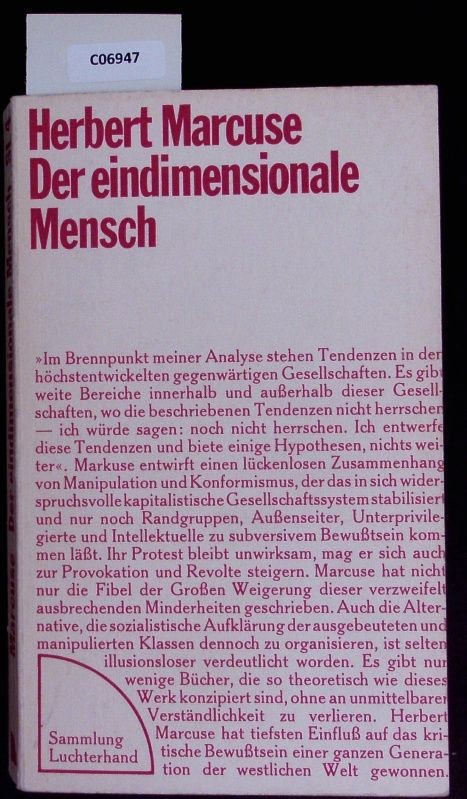 C06947
Herbert Marcuse
Der eindimensionale
Mensch
»Im Brennpunkt meiner Analyse stehen Tendenzen in der
höchstentwickelten gegenwärtigen Gesellschaften. Es gibt
weite Bereiche innerhalb und außerhalb dieser Gesell-
schaften, wo die beschriebenen Tendenzen nicht herrschen
— ich würde sagen: noch nicht herrschen. Ich entwerfe
diese Tendenzen und biete einige Hypothesen, nichts wei-
ter«. Markuse entwirft einen lückenlosen Zusammenhang
von Manipulation und Konformismus, der das in sich wider-
spruchsvolle kapitalistische Gesellschaftssystem stabilisiert
und nur noch Randgruppen, Außenseiter, Unterprivile-
gierte und Intellektuelle zu subversivem Bewußtsein kom-
men läßt. Ihr Protest bleibt unwirksam, mag er sich auch
zur Provokation und Revolte steigern. Marcuse hat nicht
nur die Fibel der Großen Weigerung dieser verzweifelt
ausbrechenden Minderheiten geschrieben. Auch die Alter-
native, die sozialistische Aufklärung der ausgebeuteten und
manipulierten Klassen dennoch zu organisieren, ist selten
illusionsloser verdeutlicht worden. Es gibt nur
wenige Bücher, die so theoretisch wie dieses
Werk konzipiert sind, ohne an unmittelbarer
Verständlichkeit zu verlieren. Herbert
Marcuse hat tiefsten Einfluß auf das kri-
tische Bewußtsein einer ganzen Genera-
tion der westlichen Welt gewonnen.
Sammlung
Luchterhand
Marcuse Der eindimensionale Mensch